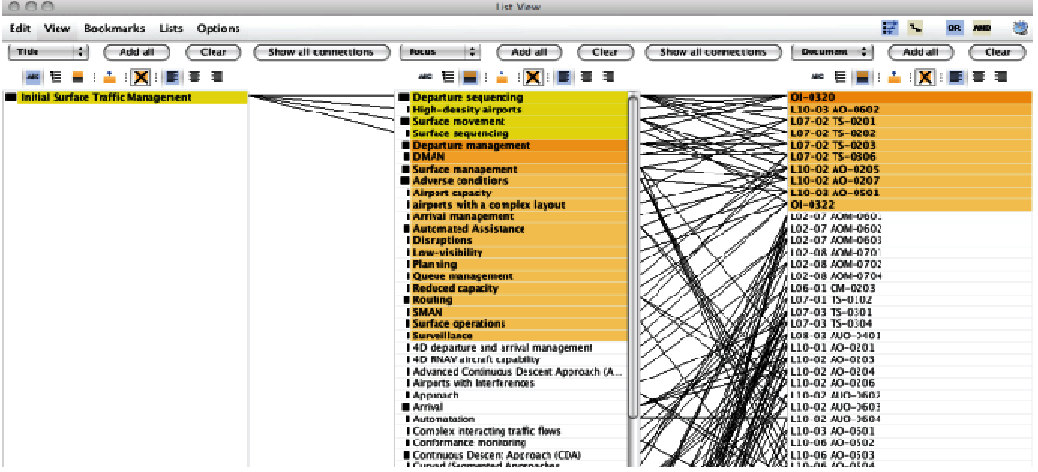 List View
Edit View Bookmarks Lists Options OR AND
Title Add all Clear Show all connections Focus Add all Clear Show all connections Document Add all Clear
ABC ABC ABC
Initial Surface Traffic Management
Departure sequencing
High-density airports
Surface movement
Surface sequencing
Departure management
DMAN
Surface management
Adverse conditions
Airport capacity
airports with a complex layout
Arrival management
Automated Assistance
Disruptions
Low-visibility
Planning
Queue management
Reduced capacity
Routing
SMAN
Surface operations
Surveillance
4D departure and arrival management
4D RNAV aircraft capability
Advanced Continuous Descent Approach (A...
Airports with Interferences
Approach
Arrival
Automatation
Complex interacting traffic flows
Conformance monitoring
Continuous Descent Approach (CDA)
Curved/Segmented Approaches
OI-0320
L10-03 AO-0602
L07-02 TS-0201
L07-02 TS-0202
L07-02 TS-0203
L07-02 TS-0306
L10-02 AO-0205
L10-02 AO-0207
L10-03 AO-0501
OI-0322
L02-07 AOM-0601
L02-07 AOM-0602
L02-07 AOM-0603
L02-08 AOM-0701
L02-08 AOM-0702
L02-08 AOM-0704
L06-01 CM-0203
L07-01 TS-0102
L07-03 TS-0301
L07-03 TS-0304
L08-03 AUO-0401
L10-01 AO-0201
L10-02 AO-0203
L10-02 AO-0204
L10-02 AO-0206
L10-02 AUO-0602
L10-02 AUO-0603
L10-02 AUO-0604
L10-03 AO-0501
L10-06 AO-0502
L10-06 AO-0503
L10-06 AO-0504